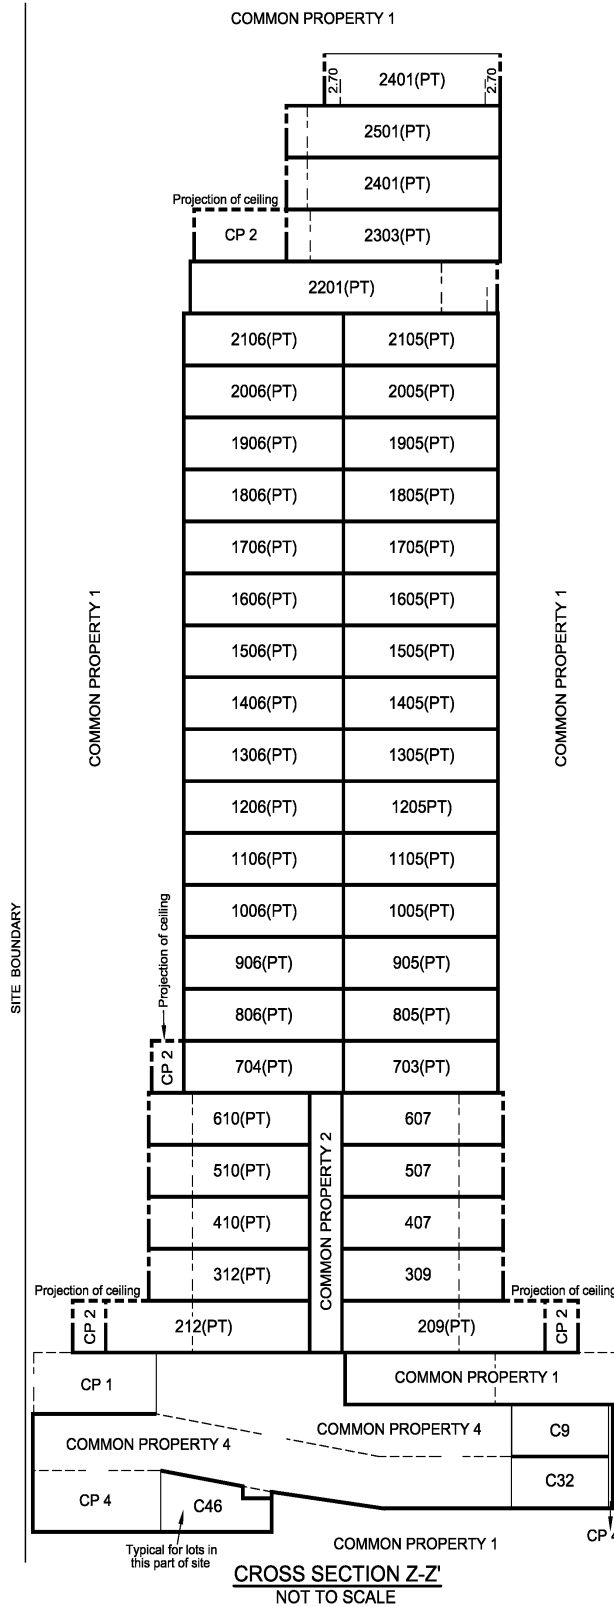 COMMON PROPERTY 1
2.70
2401(PT)
2.70
2501(PT)
2401(PT)
Projection of ceiling
CP 2
2303(PT)
2201(PT)
2106(PT) 2105(PT)
2006(PT) 2005(PT)
1906(PT) 1905(PT)
1806(PT) 1805(PT)
1706(PT) 1705(PT)
1606(PT) 1605(PT)
COMMON PROPERTY 1
COMMON PROPERTY 1
1506(PT) 1505(PT)
1406(PT) 1405(PT)
1306(PT) 1305(PT)
1206(PT) 1205PT)
1106(PT) 1105(PT)
1006(PT) 1005(PT)
SITE BOUNDARY
Projection of ceiling
906(PT) 905(PT)
806(PT) 805(PT)
CP 2
704(PT) 703(PT)
610(PT) 607
COMMON PROPERTY 2
510(PT) 507
410(PT) 407
312(PT) 309
Projection of ceiling
Projection of ceiling
CP 2
212(PT) 209(PT)
CP 2
CP 1
COMMON PROPERTY 1
COMMON PROPERTY 4
COMMON PROPERTY 4
C9
CP 4
C46
C32
CP 4
Typical for lots in
this part of site
COMMON PROPERTY 1
CROSS SECTION Z-Z'
NOT TO SCALE